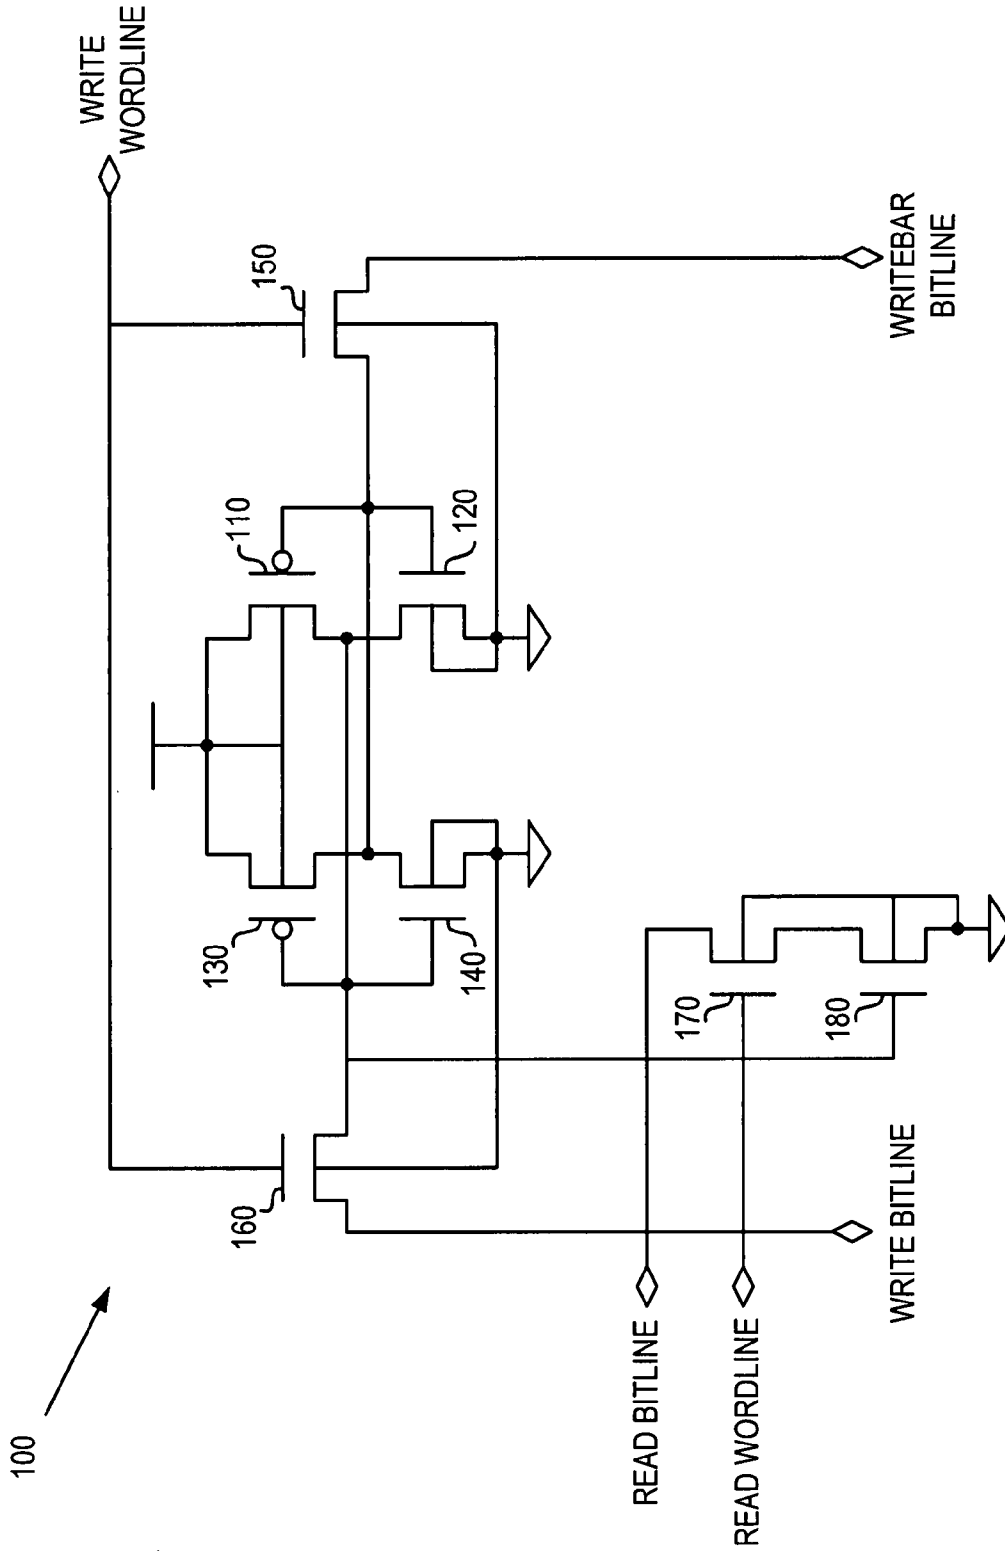 100
WRITE
WORDLINE
160
130
110
150
140
120
170
180
READ BITLINE
READ WORDLINE
WRITE BITLINE
WRITEBAR
BITLINE